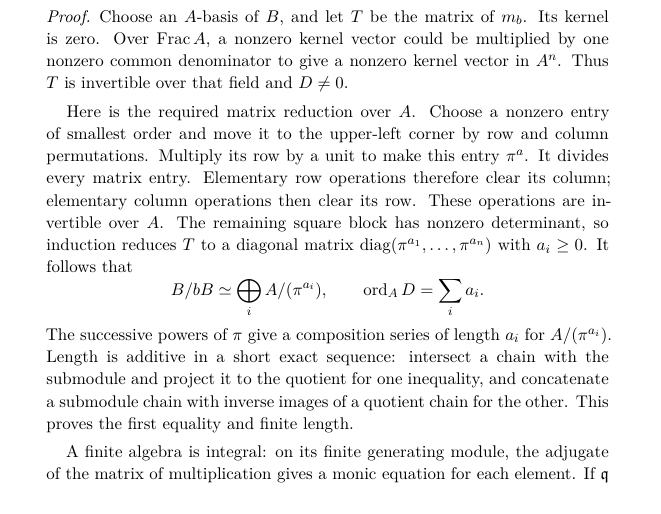 Proof. Choose an A-basis of B, and let T be the matrix of m_b. Its kernel
is zero. Over Frac A, a nonzero kernel vector could be multiplied by one
nonzero common denominator to give a nonzero kernel vector in A^n. Thus
T is invertible over that field and D ≠ 0.
Here is the required matrix reduction over A. Choose a nonzero entry
of smallest order and move it to the upper-left corner by row and column
permutations. Multiply its row by a unit to make this entry π^a. It divides
every matrix entry. Elementary row operations therefore clear its column;
elementary column operations then clear its row. These operations are in-
vertible over A. The remaining square block has nonzero determinant, so
induction reduces T to a diagonal matrix diag(π^{a_1}, . . . , π^{a_n}) with a_i ≥ 0. It
follows that
B/bB ≃ ⊕_i A/(π^{a_i}), ord_A D = ∑_i a_i.
The successive powers of π give a composition series of length a_i for A/(π^{a_i}).
Length is additive in a short exact sequence: intersect a chain with the
submodule and project it to the quotient for one inequality, and concatenate
a submodule chain with inverse images of a quotient chain for the other. This
proves the first equality and finite length.
A finite algebra is integral: on its finite generating module, the adjugate
of the matrix of multiplication gives a monic equation for each element. If 𝔮